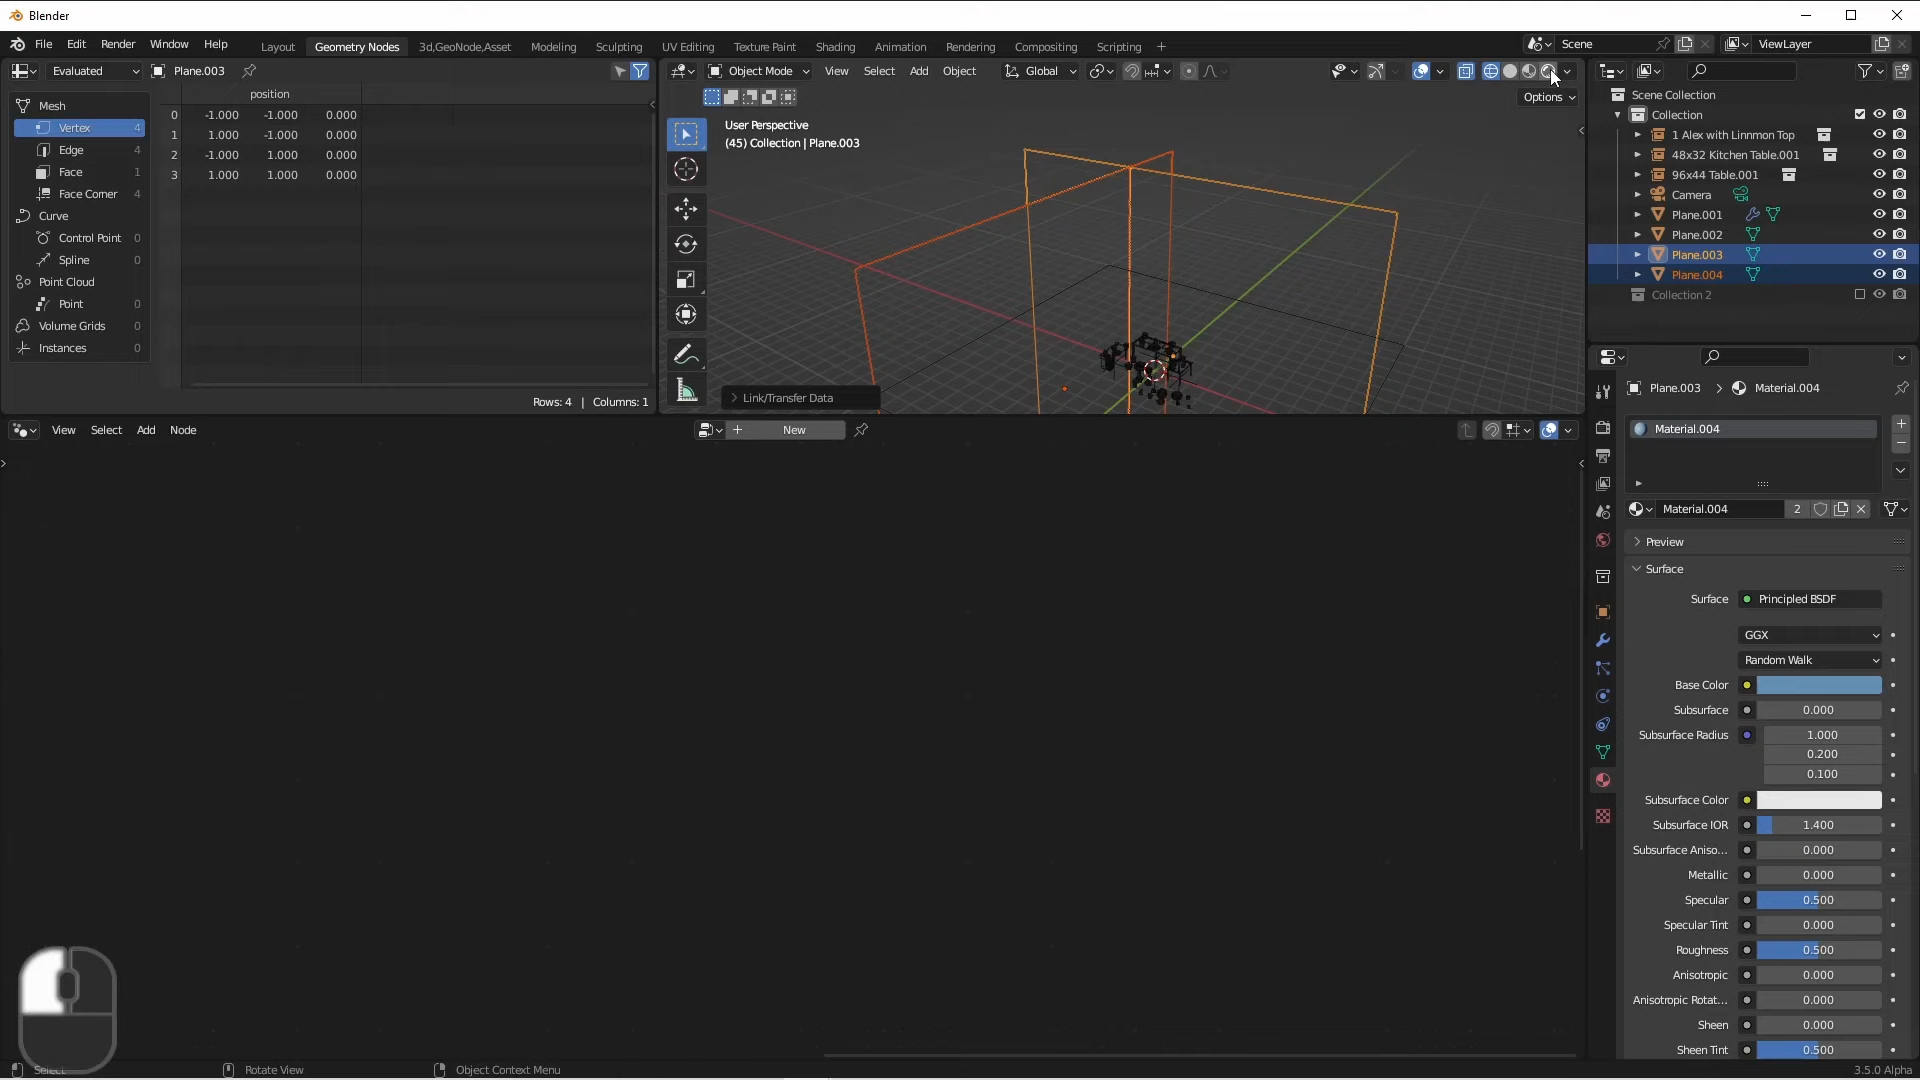 Blender
File Edit Render Window Help
Layout Geometry Nodes 3d,GeoNode,Asset Modeling Sculpting UV Editing Texture Paint Shading Animation Rendering Compositing Scripting +
Scene ViewLayer
Evaluated Plane.003
Object Mode View Select Add Object Global
Options
position
Mesh
Vertex 4
Edge 4
Face 1
Face Corner 4
Curve
Control Point 0
Spline 0
Point Cloud
Point 0
Volume Grids 0
Instances 0
0 -1.000 -1.000 0.000
1 1.000 -1.000 0.000
2 -1.000 1.000 0.000
3 1.000 1.000 0.000
Rows: 4 | Columns: 1
User Perspective
(45) Collection | Plane.003
Link/Transfer Data
Scene Collection
Collection
1 Alex with Linnmon Top
48x32 Kitchen Table.001
96x44 Table.001
Camera
Plane.001
Plane.002
Plane.003
Plane.004
Collection 2
View Select Add Node
New
Plane.003 > Material.004
Material.004
Material.004 2
Preview
Surface
Surface Principled BSDF
GGX
Random Walk
Base Color
Subsurface 0.000
Subsurface Radius 1.000
0.200
0.100
Subsurface Color
Subsurface IOR 1.400
Subsurface Aniso... 0.000
Metallic 0.000
Specular 0.500
Specular Tint 0.000
Roughness 0.500
Anisotropic 0.000
Anisotropic Rotat... 0.000
Sheen 0.000
Sheen Tint 0.500
Select Rotate View Object Context Menu
3.5.0 Alpha